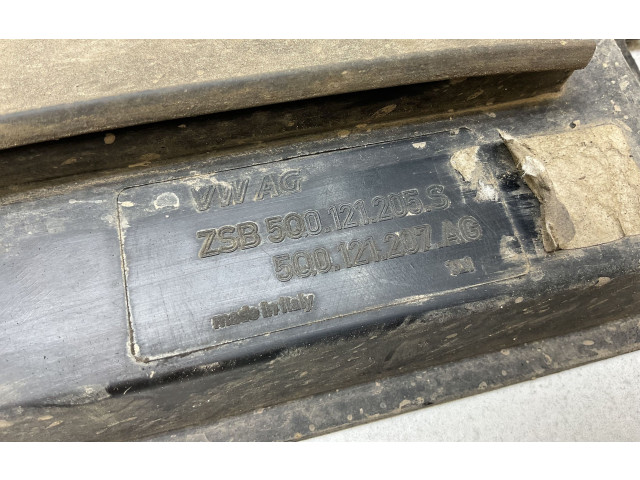 VW AG
ZSB 5Q0.121.205.S
5Q0.121.207.AG
made in Italy